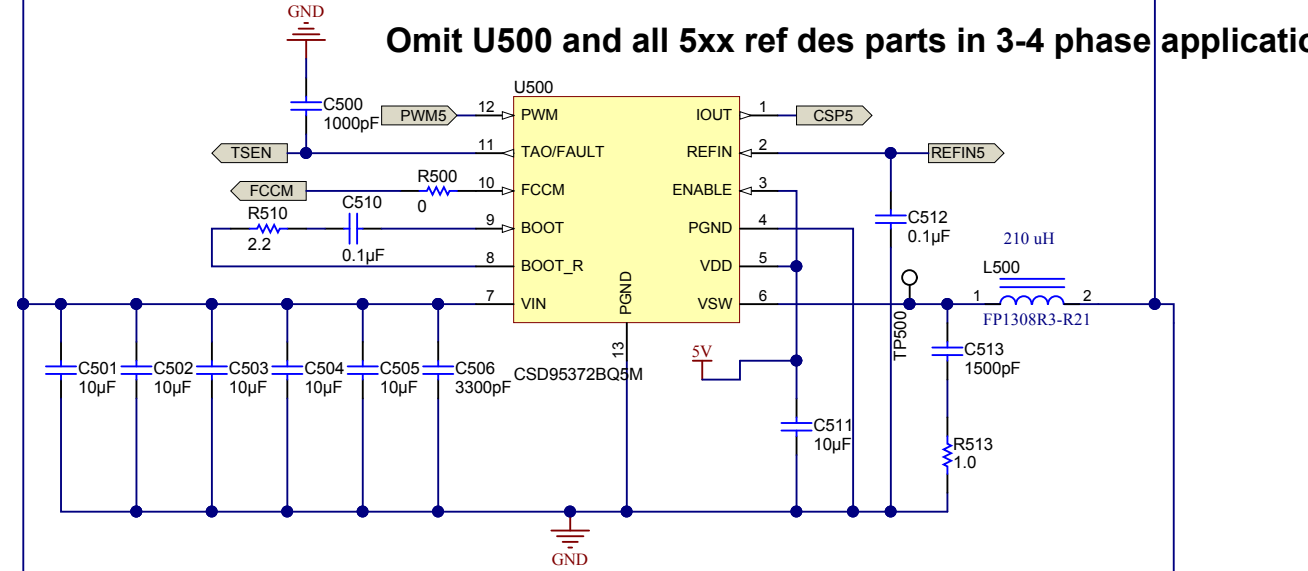 GND
Omit U500 and all 5xx ref des parts in 3-4 phase applicatio
U500
C500
1000pF
PWM5
12
PWM
IOUT
1
CSP5
TSEN
11
TAO/FAULT
REFIN
2
REFIN5
FCCM
R500
0
10
FCCM
ENABLE
3
R510
2.2
C510
0.1µF
9
BOOT
PGND
4
C512
0.1µF
8
BOOT_R
VDD
5
210 uH
L500
7
VIN
PGND
VSW
6
1
2
FP1308R3-R21
TP500
13
CSD95372BQ5M
5V
C501
10µF
C502
10µF
C503
10µF
C504
10µF
C505
10µF
C506
3300pF
C513
1500pF
C511
10µF
R513
1.0
GND